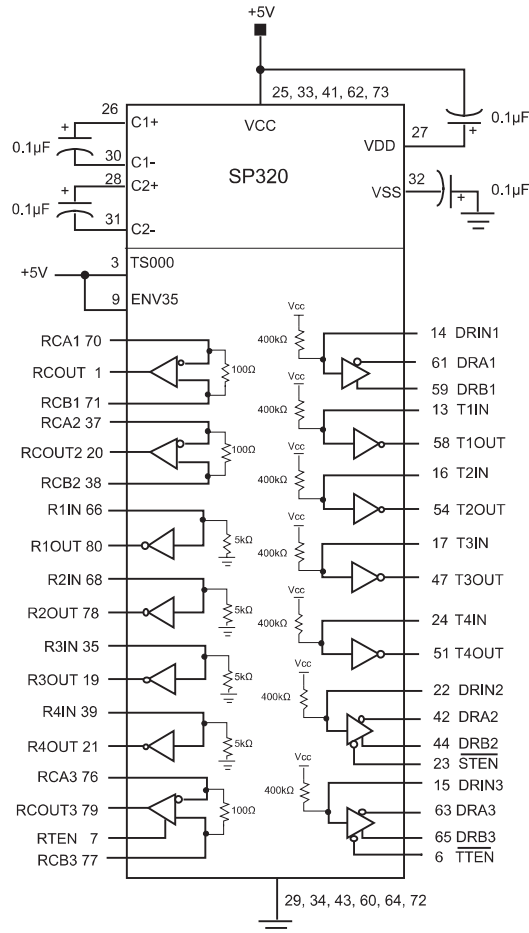 +5V
25, 33, 41, 62, 73
26
C1+
VCC
+
0.1µF
30
C1-
28
C2+
+
0.1µF
31
C2-
SP320
VDD
27
+
0.1µF
VSS
32
+
0.1µF
+5V
3
TS000
9
ENV35
RCA1 70
RCOUT 1
RCB1 71
100Ω
RCA2 37
RCOUT2 20
RCB2 38
100Ω
R1IN 66
R1OUT 80
5kΩ
R2IN 68
R2OUT 78
5kΩ
R3IN 35
R3OUT 19
5kΩ
R4IN 39
R4OUT 21
5kΩ
RCA3 76
RCOUT3 79
RTEN 7
RCB3 77
100Ω
Vcc
400kΩ
14 DRIN1
61 DRA1
59 DRB1
Vcc
400kΩ
13 T1IN
58 T1OUT
Vcc
400kΩ
16 T2IN
54 T2OUT
Vcc
400kΩ
17 T3IN
47 T3OUT
Vcc
400kΩ
24 T4IN
51 T4OUT
Vcc
400kΩ
22 DRIN2
42 DRA2
44 DRB2
23 STEN
Vcc
400kΩ
15 DRIN3
63 DRA3
65 DRB3
6 TTEN
29, 34, 43, 60, 64, 72